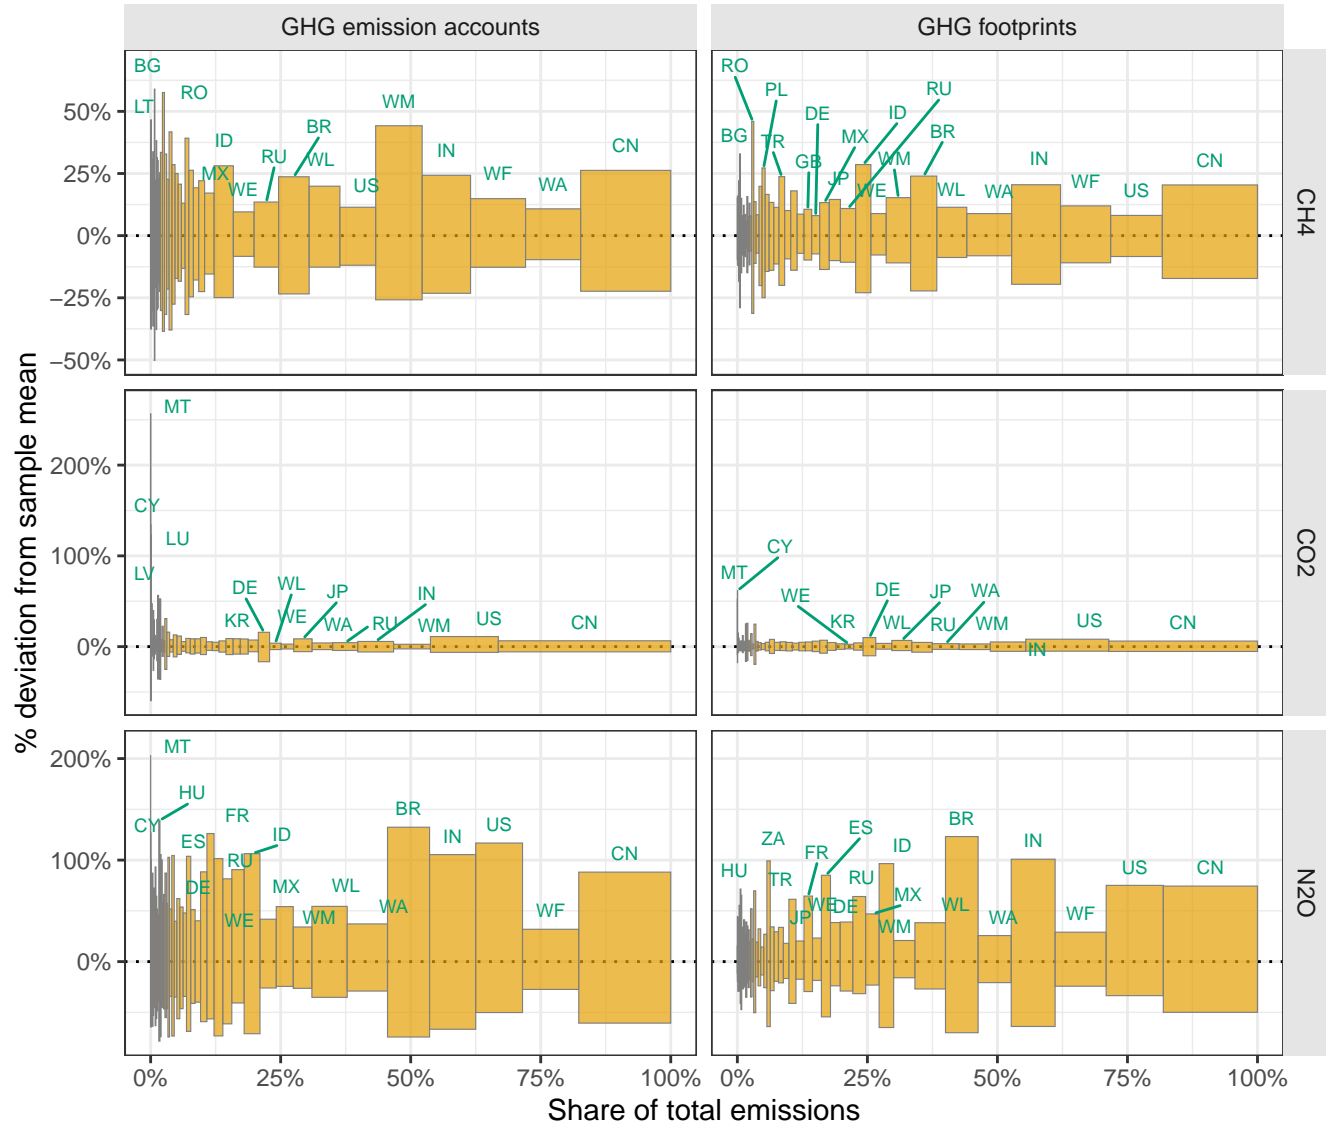 GHG emission accounts
GHG footprints
% deviation from sample mean
50%
25%
0%
−25%
−50%
BG
LT
RO
ID
MX
WE
RU
BR
WL
US
WM
IN
WF
WA
CN
RO
PL
BG
TR
DE
GB
MX
JP
ID
RU
WM
WE
BR
WL
WA
IN
WF
US
CN
CH4
200%
100%
0%
MT
CY
LU
LV
DE
WL
KR
WE
JP
WA
RU
IN
WM
US
CN
CY
MT
WE
KR
DE
WL
JP
RU
WA
WM
IN
US
CN
CO2
200%
100%
0%
MT
HU
CY
ES
FR
DE
RU
ID
WE
MX
WM
WL
WA
BR
IN
US
WF
CN
HU
ZA
TR
FR
ES
JP
WE
DE
RU
ID
MX
WM
WL
BR
WA
IN
WF
US
CN
N2O
0%
25%
50%
75%
100%
0%
25%
50%
75%
100%
Share of total emissions